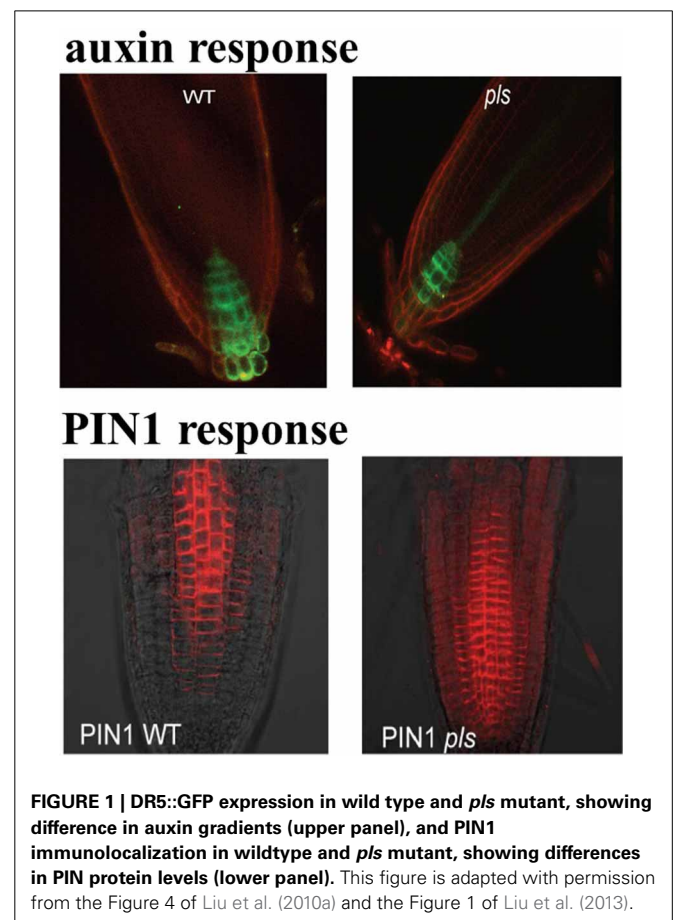 auxin response
WT
pls
PIN1 response
PIN1 WT
PIN1 pls
FIGURE 1 | DR5::GFP expression in wild type and pls mutant, showing
difference in auxin gradients (upper panel), and PIN1
immunolocalization in wildtype and pls mutant, showing differences
in PIN protein levels (lower panel). This figure is adapted with permission
from the Figure 4 of Liu et al. (2010a) and the Figure 1 of Liu et al. (2013).